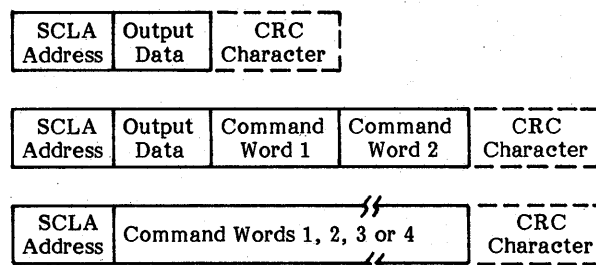 SCLA Output CRC
Address Data Character
SCLA Output Command Command CRC
Address Data Word 1 Word 2 Character
SCLA Command Words 1, 2, 3 or 4 CRC
Address Character